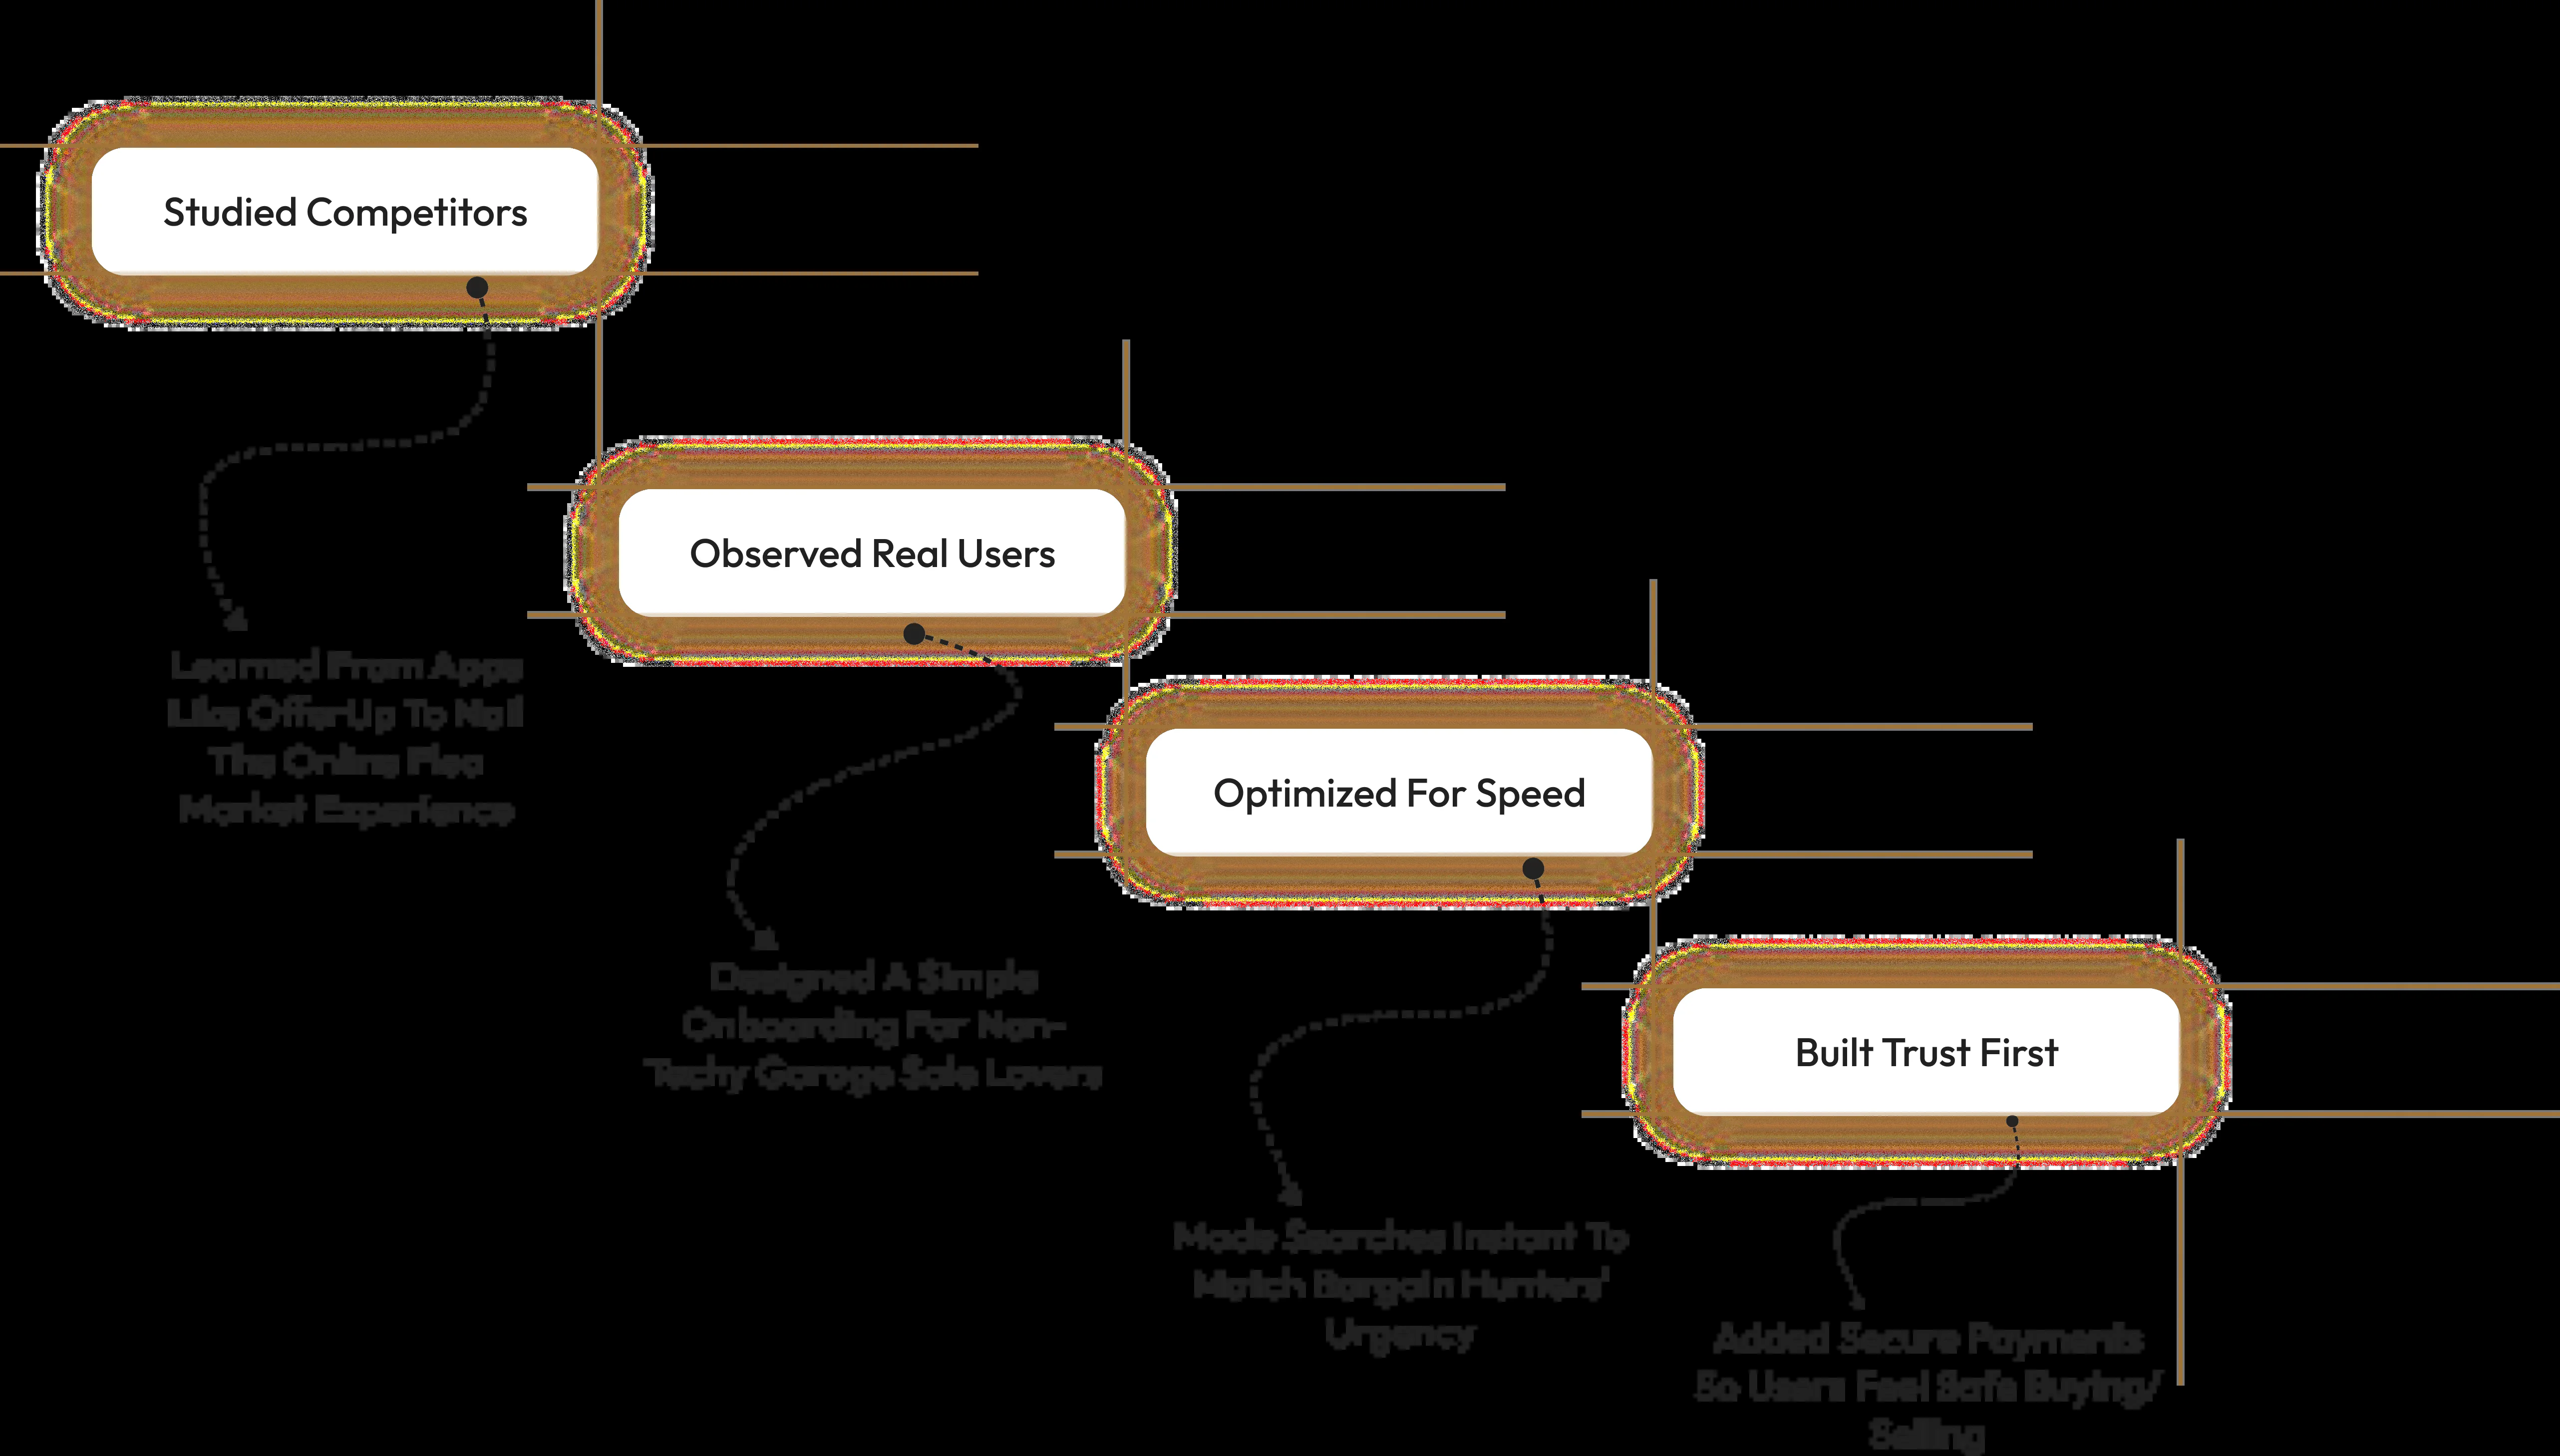 Studied Competitors
Learned From Apps
Like OfferUp To Nail
The Online Flea
Market Experience
Observed Real Users
Designed A Simple
Onboarding For Non-
Techy Garage Sale Lovers
Optimized For Speed
Made Searches Instant To
Match Bargain Hunters'
Urgency
Built Trust First
Added Secure Payments
So Users Feel Safe Buying/
Selling